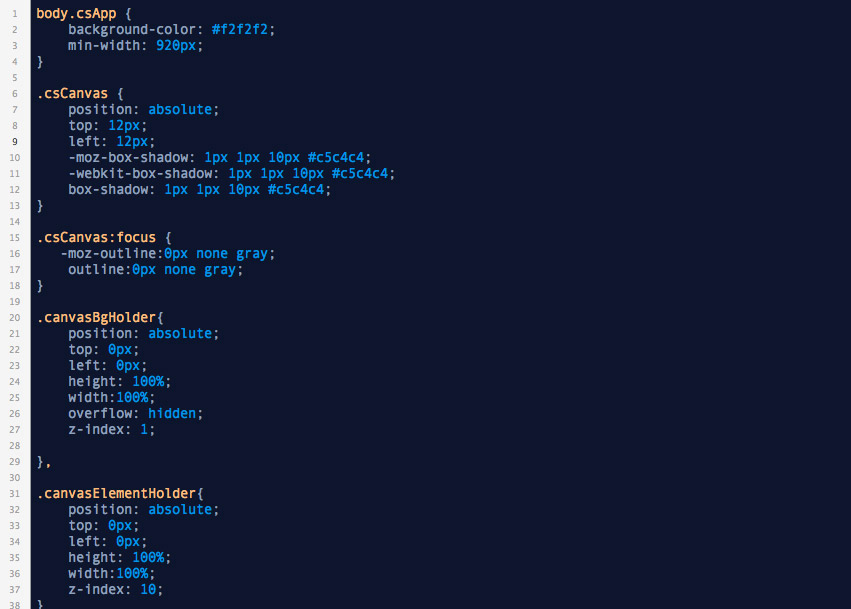 1 body.csApp {
2     background-color: #f2f2f2;
3     min-width: 920px;
4 }
5
6 .csCanvas {
7     position: absolute;
8     top: 12px;
9     left: 12px;
10     -moz-box-shadow: 1px 1px 10px #c5c4c4;
11     -webkit-box-shadow: 1px 1px 10px #c5c4c4;
12     box-shadow: 1px 1px 10px #c5c4c4;
13 }
14
15 .csCanvas:focus {
16    -moz-outline:0px none gray;
17     outline:0px none gray;
18 }
19
20 .canvasBgHolder{
21     position: absolute;
22     top: 0px;
23     left: 0px;
24     height: 100%;
25     width:100%;
26     overflow: hidden;
27     z-index: 1;
28
29 },
30
31 .canvasElementHolder{
32     position: absolute;
33     top: 0px;
34     left: 0px;
35     height: 100%;
36     width:100%;
37     z-index: 10;
38 }